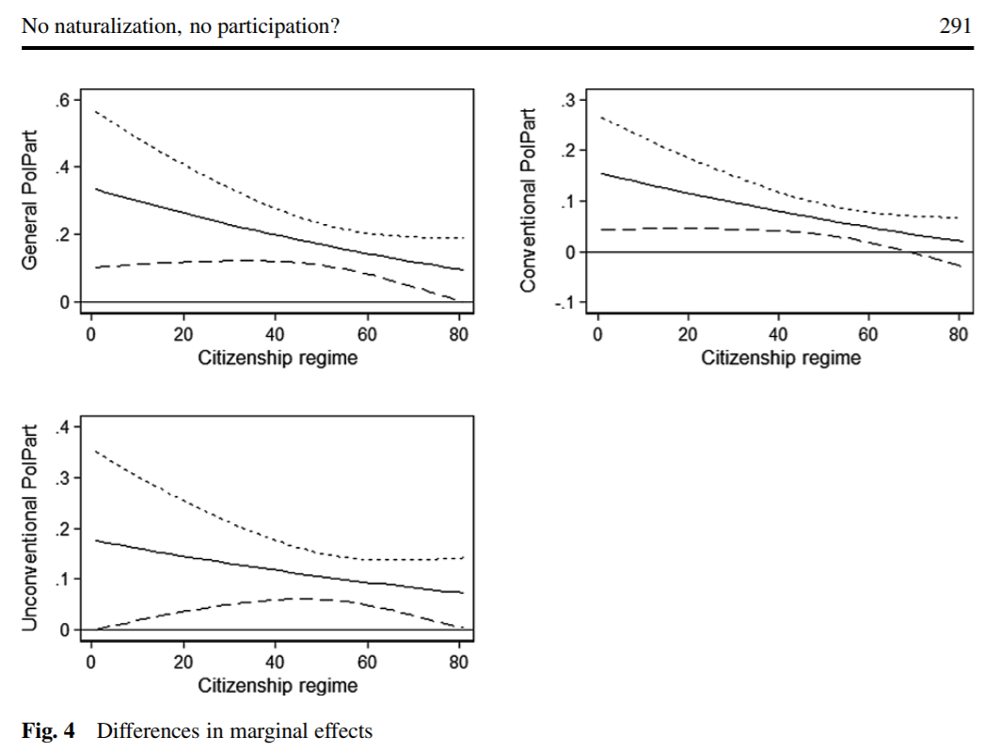 No naturalization, no participation? 291
General PolPart
.6
.4
.2
0
0 20 40 60 80
Citizenship regime
Conventional PolPart
.3
.2
.1
0
-.1
0 20 40 60 80
Citizenship regime
Unconventional PolPart
.4
.3
.2
.1
0
0 20 40 60 80
Citizenship regime
Fig. 4 Differences in marginal effects